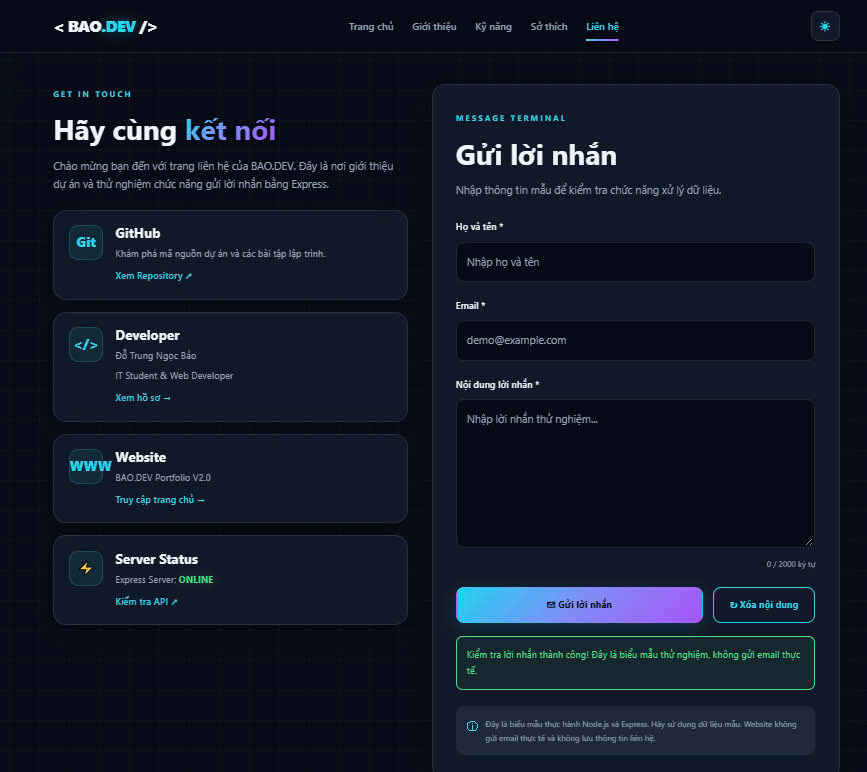 < BAO.DEV />
Trang chủ
Giới thiệu
Kỹ năng
Sở thích
Liên hệ
GET IN TOUCH
Hãy cùng kết nối
Chào mừng bạn đến với trang liên hệ của BAO.DEV. Đây là nơi giới thiệu
dự án và thử nghiệm chức năng gửi lời nhắn bằng Express.
Git
GitHub
Khám phá mã nguồn dự án và các bài tập lập trình.
Xem Repository ↗
</>
Developer
Đỗ Trung Ngọc Bảo
IT Student & Web Developer
Xem hồ sơ →
WWW
Website
BAO.DEV Portfolio V2.0
Truy cập trang chủ →
⚡
Server Status
Express Server: ONLINE
Kiểm tra API ↗
MESSAGE TERMINAL
Gửi lời nhắn
Nhập thông tin mẫu để kiểm tra chức năng xử lý dữ liệu.
Họ và tên *
Nhập họ và tên
Email *
demo@example.com
Nội dung lời nhắn *
Nhập lời nhắn thử nghiệm...
0 / 2000 ký tự
✉ Gửi lời nhắn
↻ Xóa nội dung
Kiểm tra lời nhắn thành công! Đây là biểu mẫu thử nghiệm, không gửi email thực
tế.
ⓘ Đây là biểu mẫu thực hành Node.js và Express. Hãy sử dụng dữ liệu mẫu. Website không
gửi email thực tế và không lưu thông tin liên hệ.